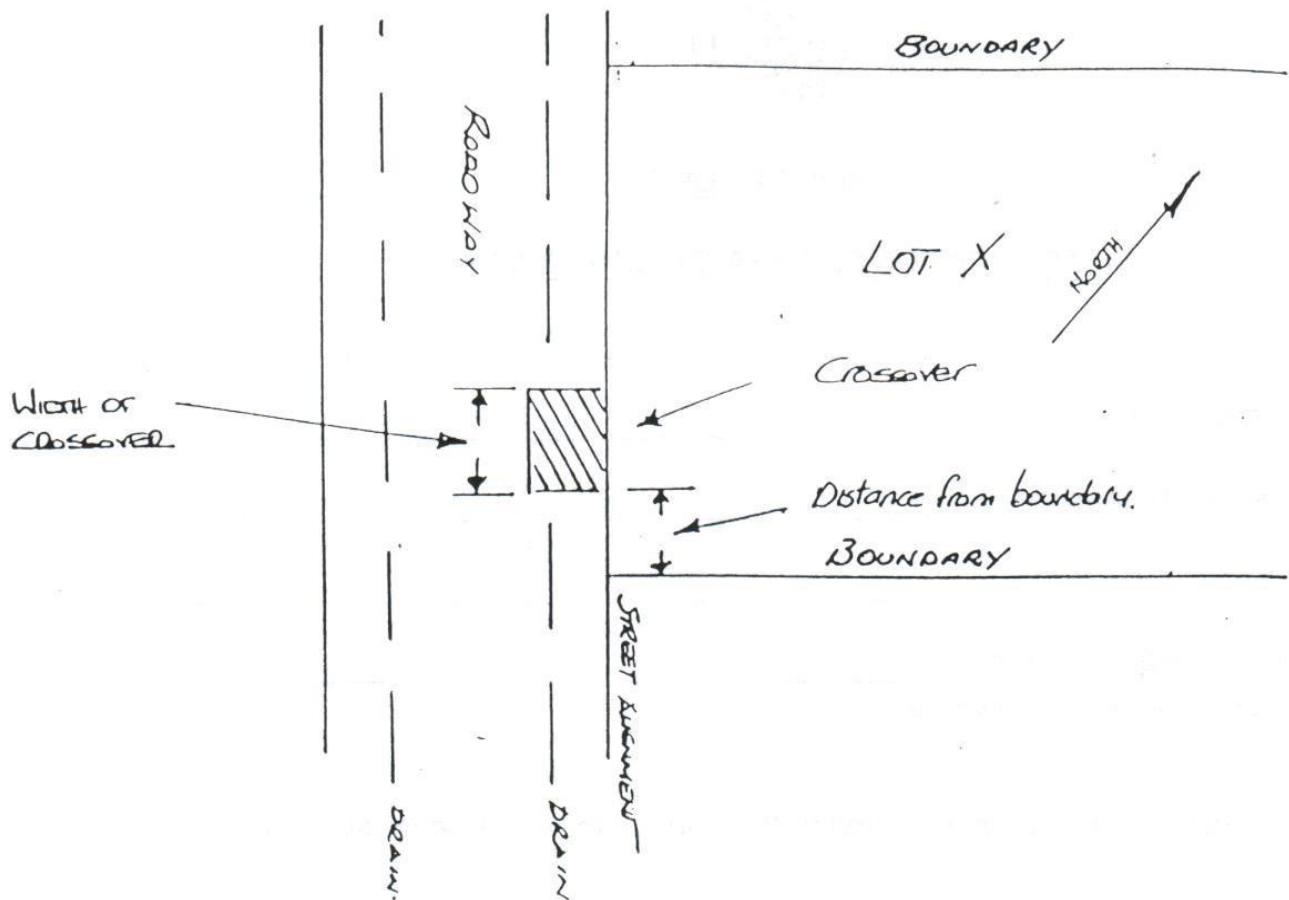 BOUNDARY
ROADWAY
LOT X
NORTH
Crossover
WIDTH OF
CROSSOVER
Distance from boundary.
BOUNDARY
STREET ALIGNMENT
DRAIN.
DRAIN